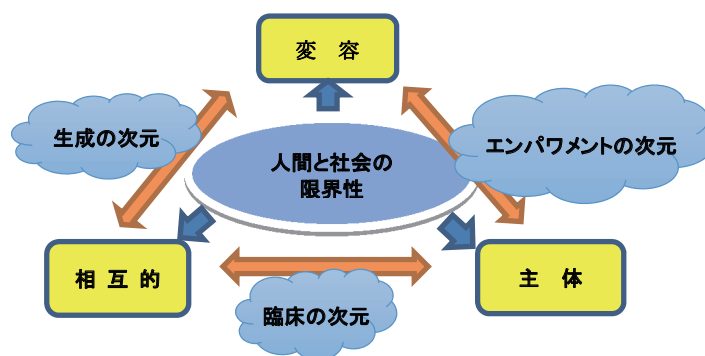 変 容
生成の次元
エンパワメントの次元
人間と社会の
限界性
相 互 的
主 体
臨床の次元